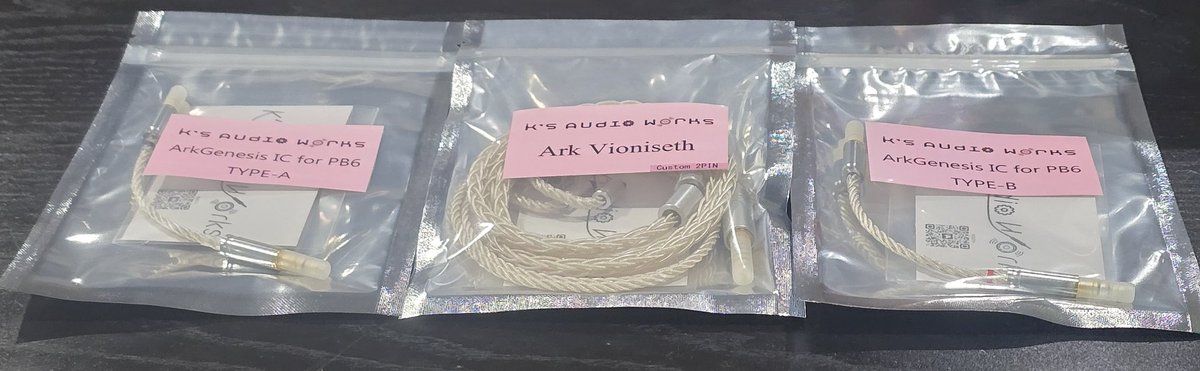 K's Audio Works
ArkGenesis IC for PB6
TYPE-A
K's Audio Works
Ark Vioniseth
Custom 2PIN
K's Audio Works
ArkGenesis IC for PB6
TYPE-B